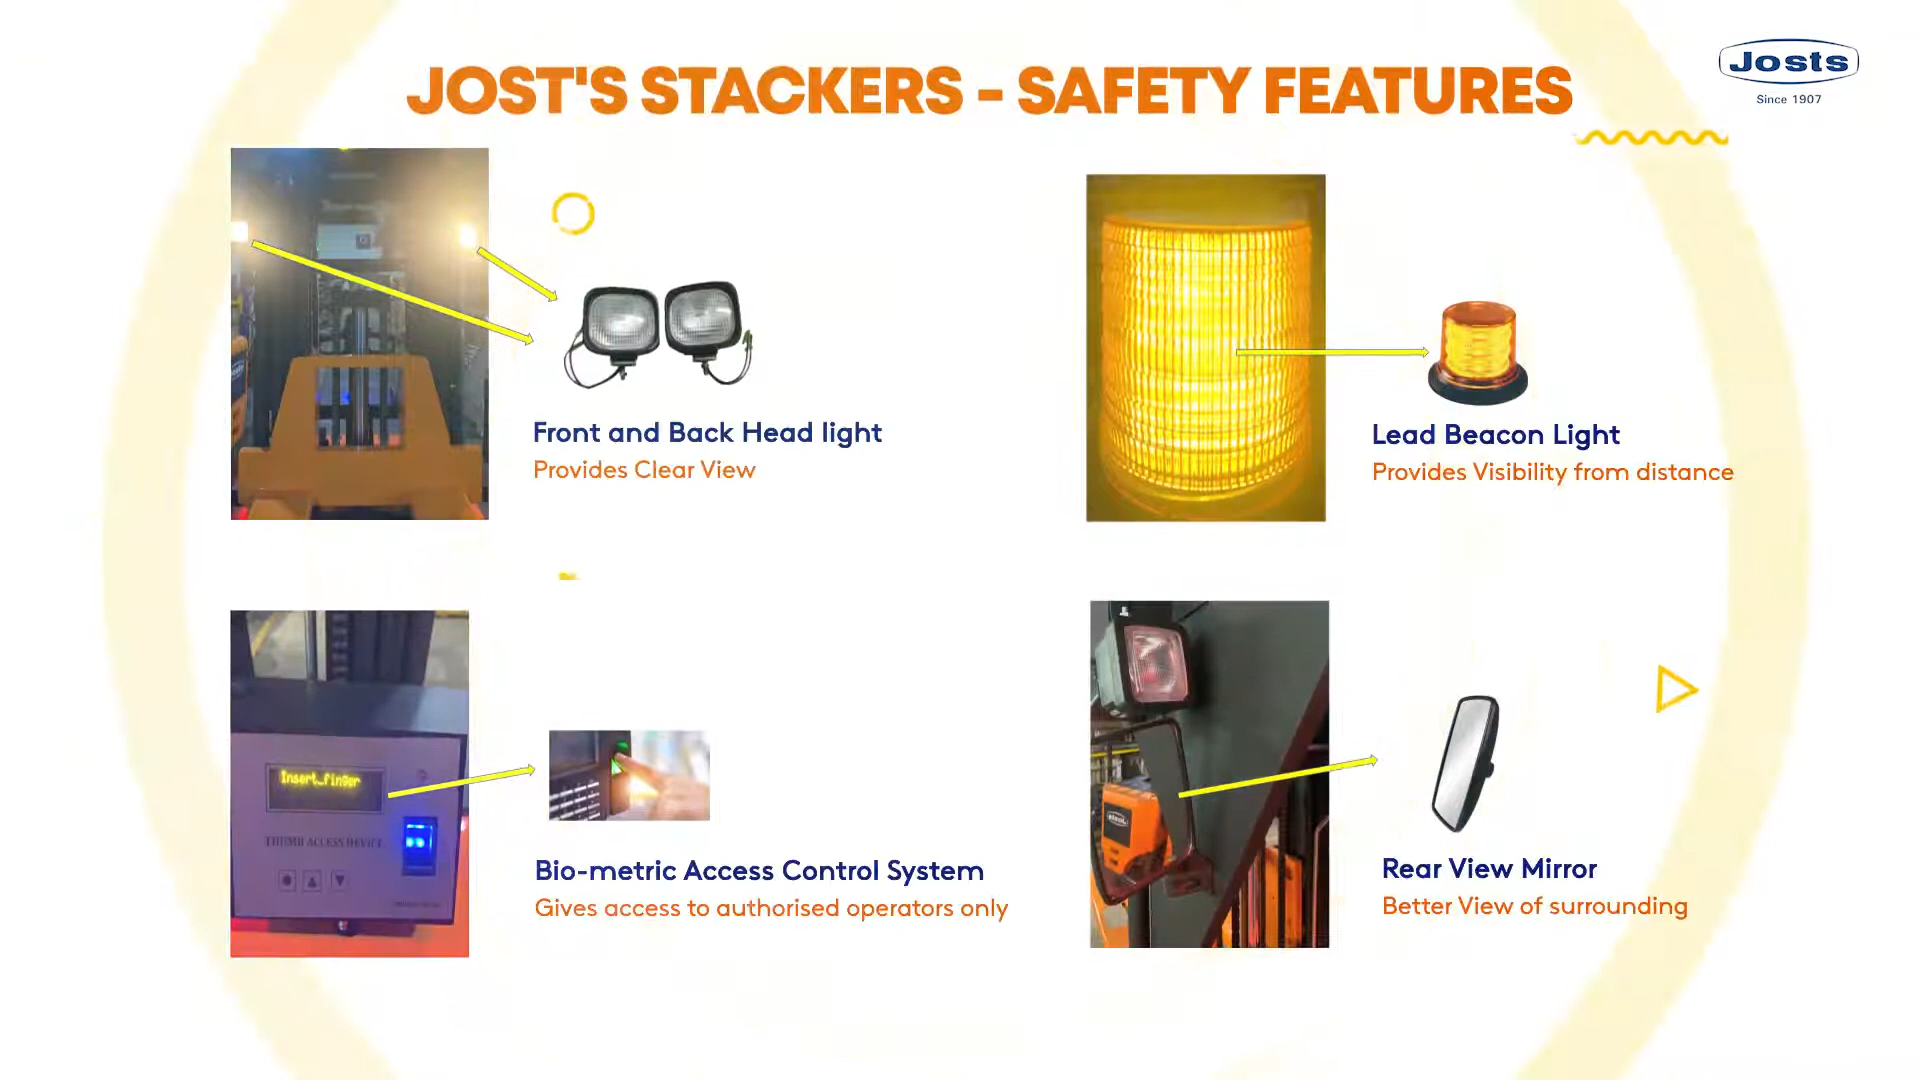 JOST'S STACKERS - SAFETY FEATURES
Josts
Since 1907
Front and Back Head light
Provides Clear View
Lead Beacon Light
Provides Visibility from distance
Insert_finger
THUMB ACCESS DEVICE
Bio-metric Access Control System
Gives access to authorised operators only
Rear View Mirror
Better View of surrounding